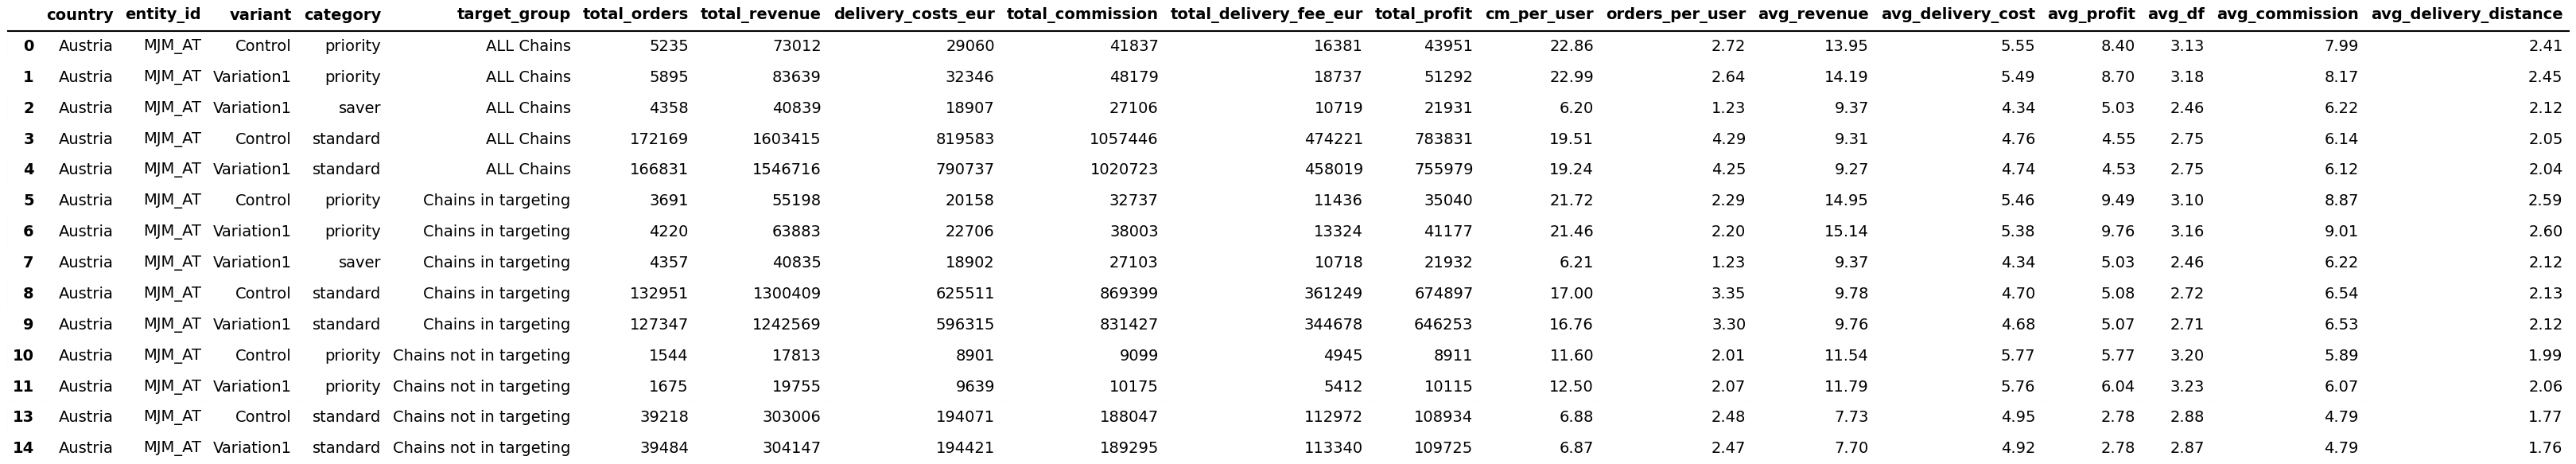 country entity_id variant category target_group total_orders total_revenue delivery_costs_eur total_commission total_delivery_fee_eur total_profit cm_per_user orders_per_user avg_revenue avg_delivery_cost avg_profit avg_df avg_commission avg_delivery_distance
0 Austria MJM_AT Control priority ALL Chains 5235 73012 29060 41837 16381 43951 22.86 2.72 13.95 5.55 8.40 3.13 7.99 2.41
1 Austria MJM_AT Variation1 priority ALL Chains 5895 83639 32346 48179 18737 51292 22.99 2.64 14.19 5.49 8.70 3.18 8.17 2.45
2 Austria MJM_AT Variation1 saver ALL Chains 4358 40839 18907 27106 10719 21931 6.20 1.23 9.37 4.34 5.03 2.46 6.22 2.12
3 Austria MJM_AT Control standard ALL Chains 172169 1603415 819583 1057446 474221 783831 19.51 4.29 9.31 4.76 4.55 2.75 6.14 2.05
4 Austria MJM_AT Variation1 standard ALL Chains 166831 1546716 790737 1020723 458019 755979 19.24 4.25 9.27 4.74 4.53 2.75 6.12 2.04
5 Austria MJM_AT Control priority Chains in targeting 3691 55198 20158 32737 11436 35040 21.72 2.29 14.95 5.46 9.49 3.10 8.87 2.59
6 Austria MJM_AT Variation1 priority Chains in targeting 4220 63883 22706 38003 13324 41177 21.46 2.20 15.14 5.38 9.76 3.16 9.01 2.60
7 Austria MJM_AT Variation1 saver Chains in targeting 4357 40835 18902 27103 10718 21932 6.21 1.23 9.37 4.34 5.03 2.46 6.22 2.12
8 Austria MJM_AT Control standard Chains in targeting 132951 1300409 625511 869399 361249 674897 17.00 3.35 9.78 4.70 5.08 2.72 6.54 2.13
9 Austria MJM_AT Variation1 standard Chains in targeting 127347 1242569 596315 831427 344678 646253 16.76 3.30 9.76 4.68 5.07 2.71 6.53 2.12
10 Austria MJM_AT Control priority Chains not in targeting 1544 17813 8901 9099 4945 8911 11.60 2.01 11.54 5.77 5.77 3.20 5.89 1.99
11 Austria MJM_AT Variation1 priority Chains not in targeting 1675 19755 9639 10175 5412 10115 12.50 2.07 11.79 5.76 6.04 3.23 6.07 2.06
13 Austria MJM_AT Control standard Chains not in targeting 39218 303006 194071 188047 112972 108934 6.88 2.48 7.73 4.95 2.78 2.88 4.79 1.77
14 Austria MJM_AT Variation1 standard Chains not in targeting 39484 304147 194421 189295 113340 109725 6.87 2.47 7.70 4.92 2.78 2.87 4.79 1.76